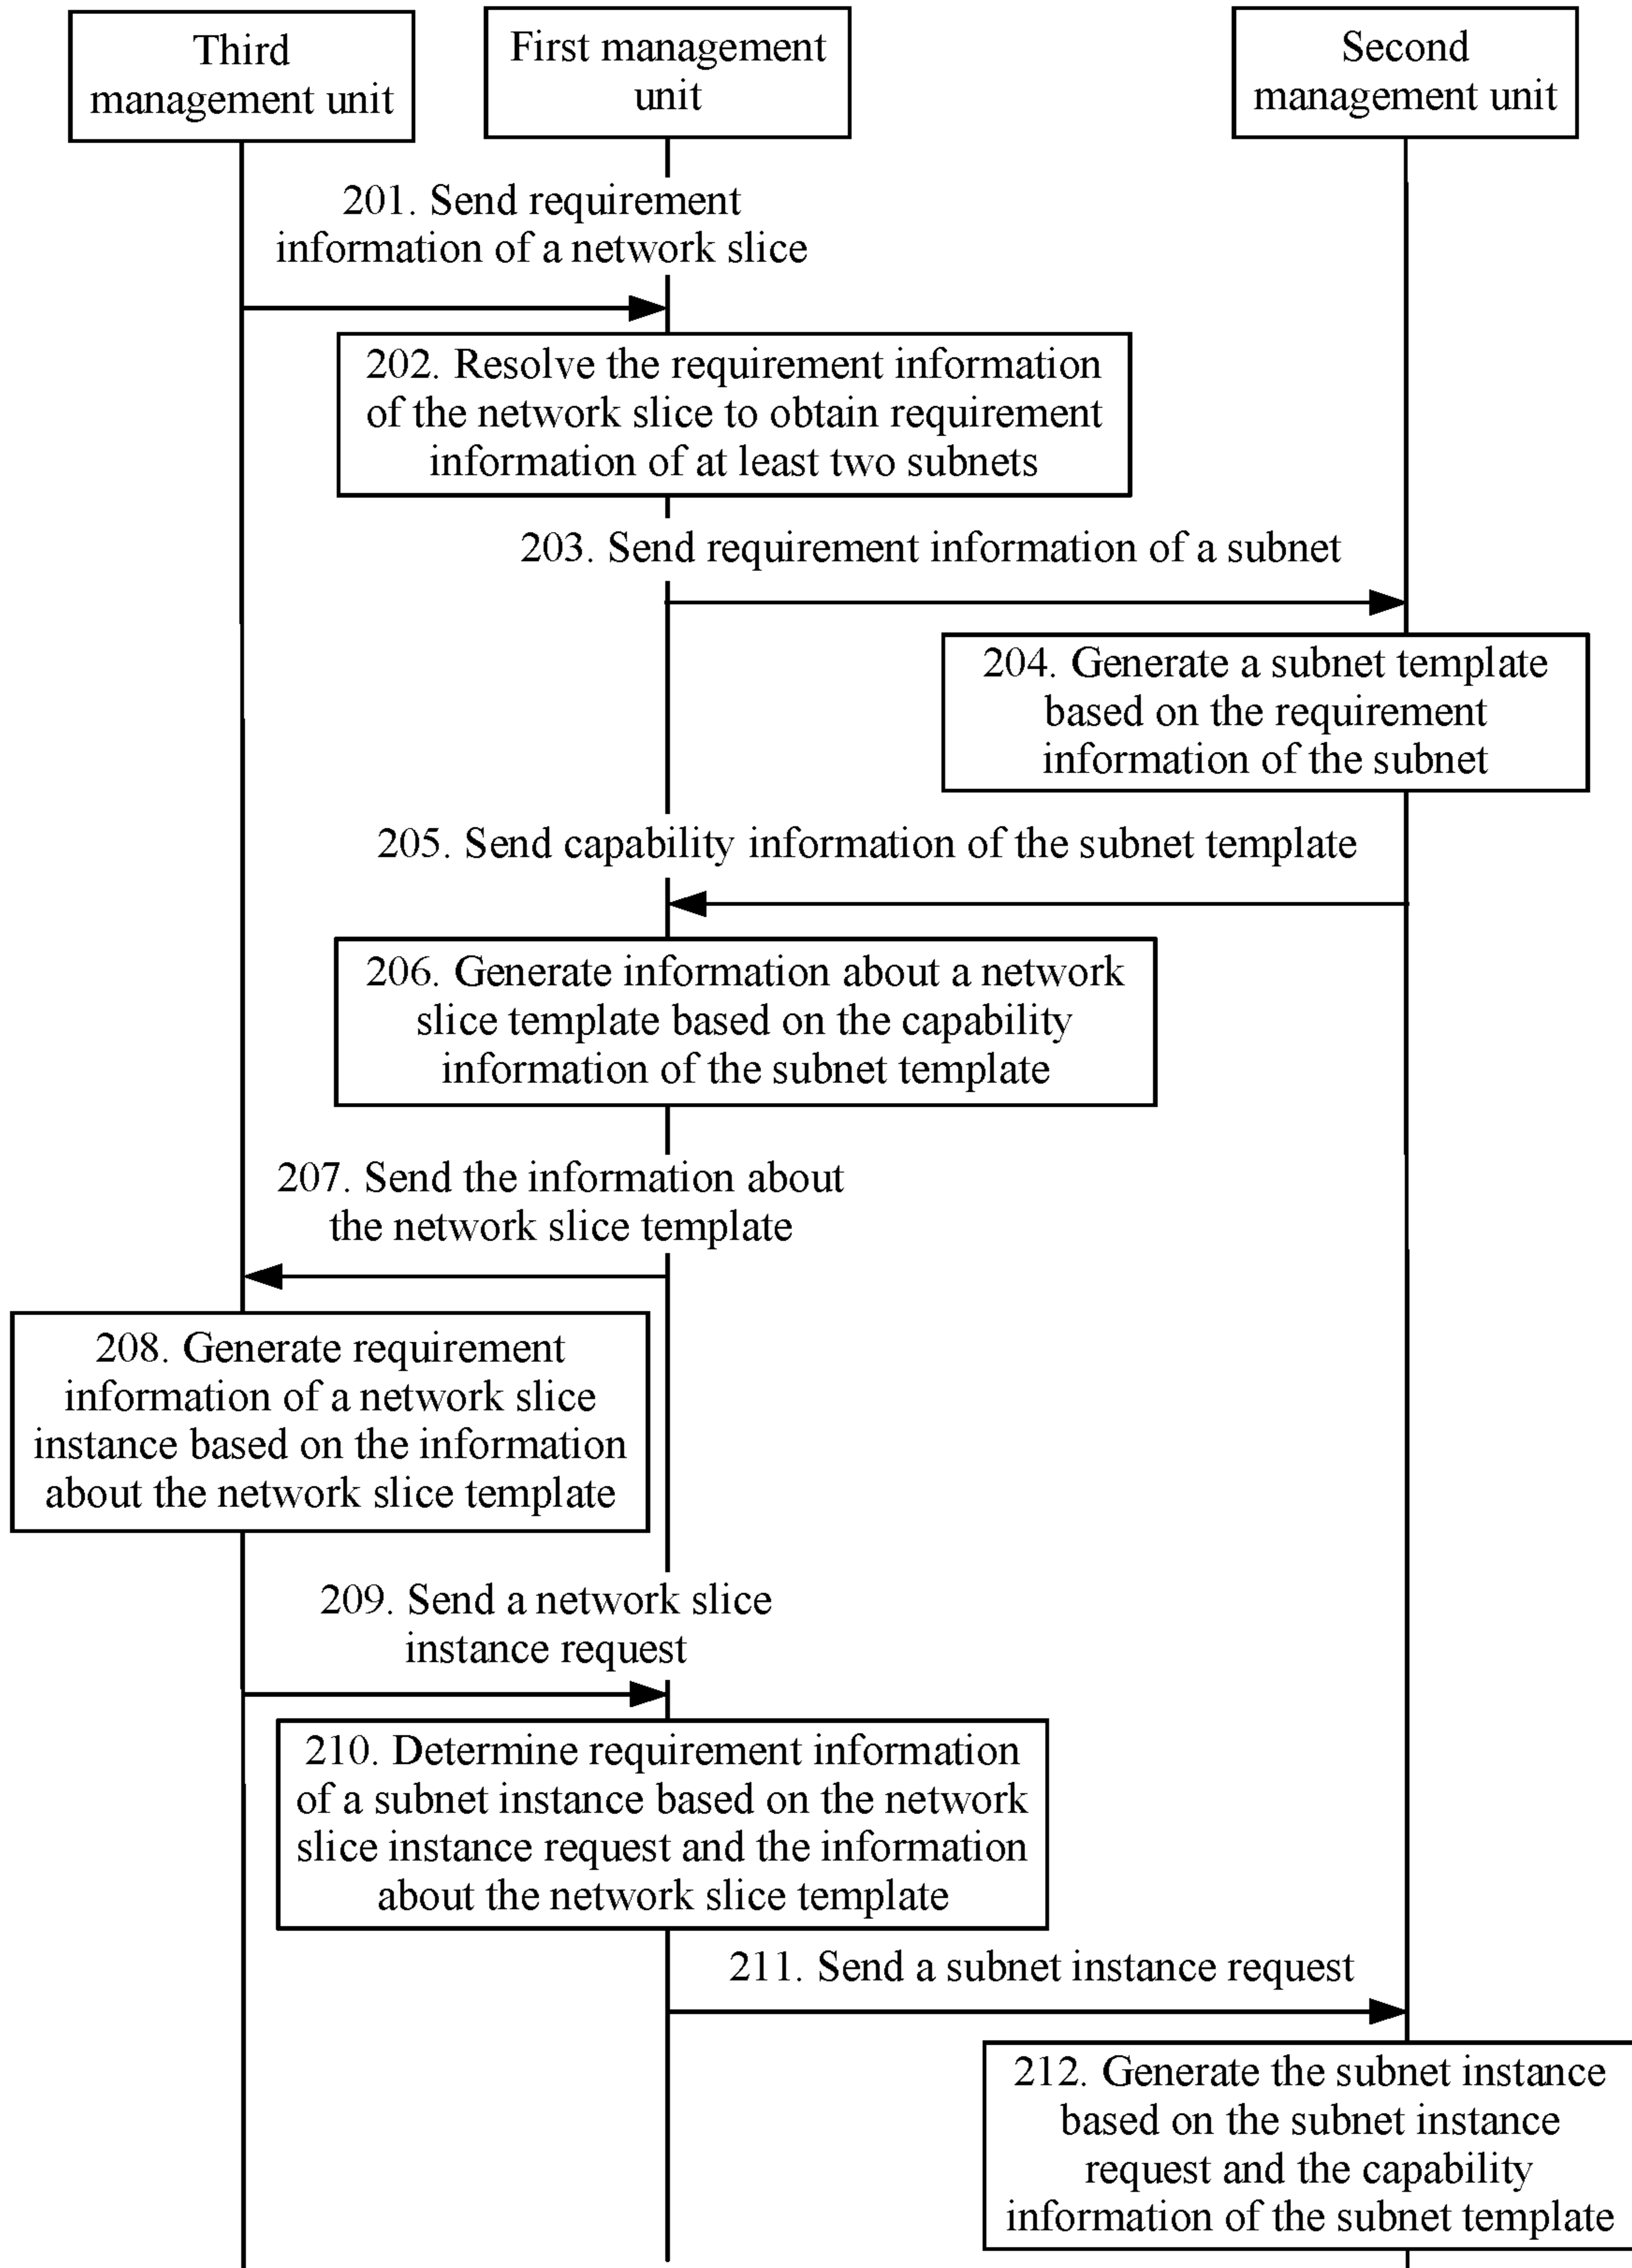 Third
management unit
First management
unit
Second
management unit
201. Send requirement
information of a network slice
202. Resolve the requirement information
of the network slice to obtain requirement
information of at least two subnets
203. Send requirement information of a subnet
204. Generate a subnet template
based on the requirement
information of the subnet
205. Send capability information of the subnet template
206. Generate information about a network
slice template based on the capability
information of the subnet template
207. Send the information about
the network slice template
208. Generate requirement
information of a network slice
instance based on the information
about the network slice template
209. Send a network slice
instance request
210. Determine requirement information
of a subnet instance based on the network
slice instance request and the information
about the network slice template
211. Send a subnet instance request
212. Generate the subnet instance
based on the subnet instance
request and the capability
information of the subnet template